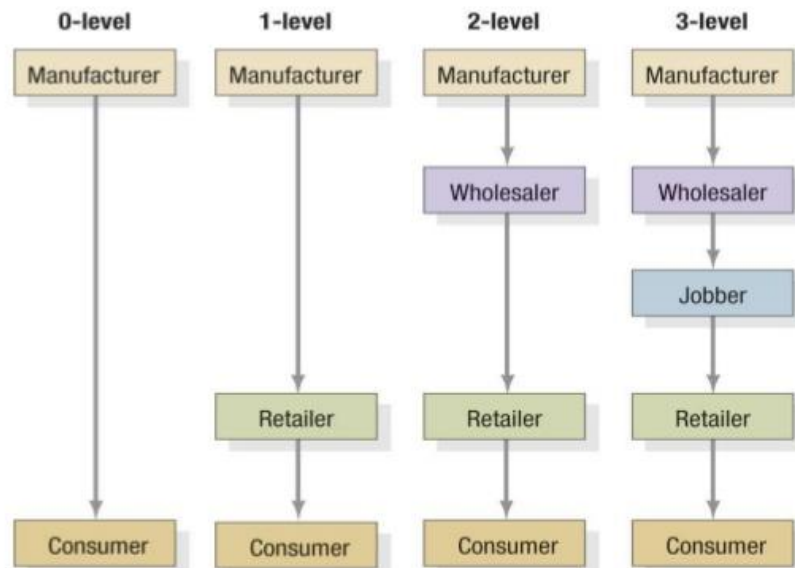 0-level 1-level 2-level 3-level
Manufacturer Manufacturer Manufacturer Manufacturer
Wholesaler Wholesaler
Jobber
Retailer Retailer Retailer
Consumer Consumer Consumer Consumer